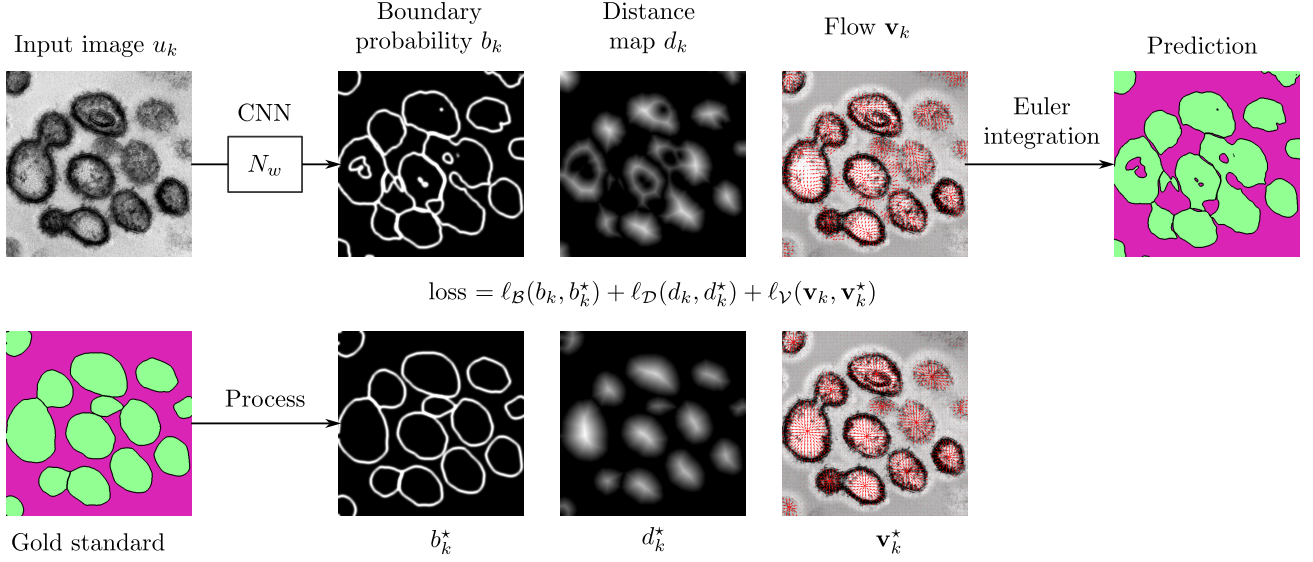 Input image u_k
Boundary
probability b_k
Distance
map d_k
Flow v_k
Prediction
CNN
N_w
Euler
integration
loss = ℓ_B(b_k, b_k^⋆) + ℓ_D(d_k, d_k^⋆) + ℓ_V(v_k, v_k^⋆)
Process
Gold standard
b_k^⋆
d_k^⋆
v_k^⋆